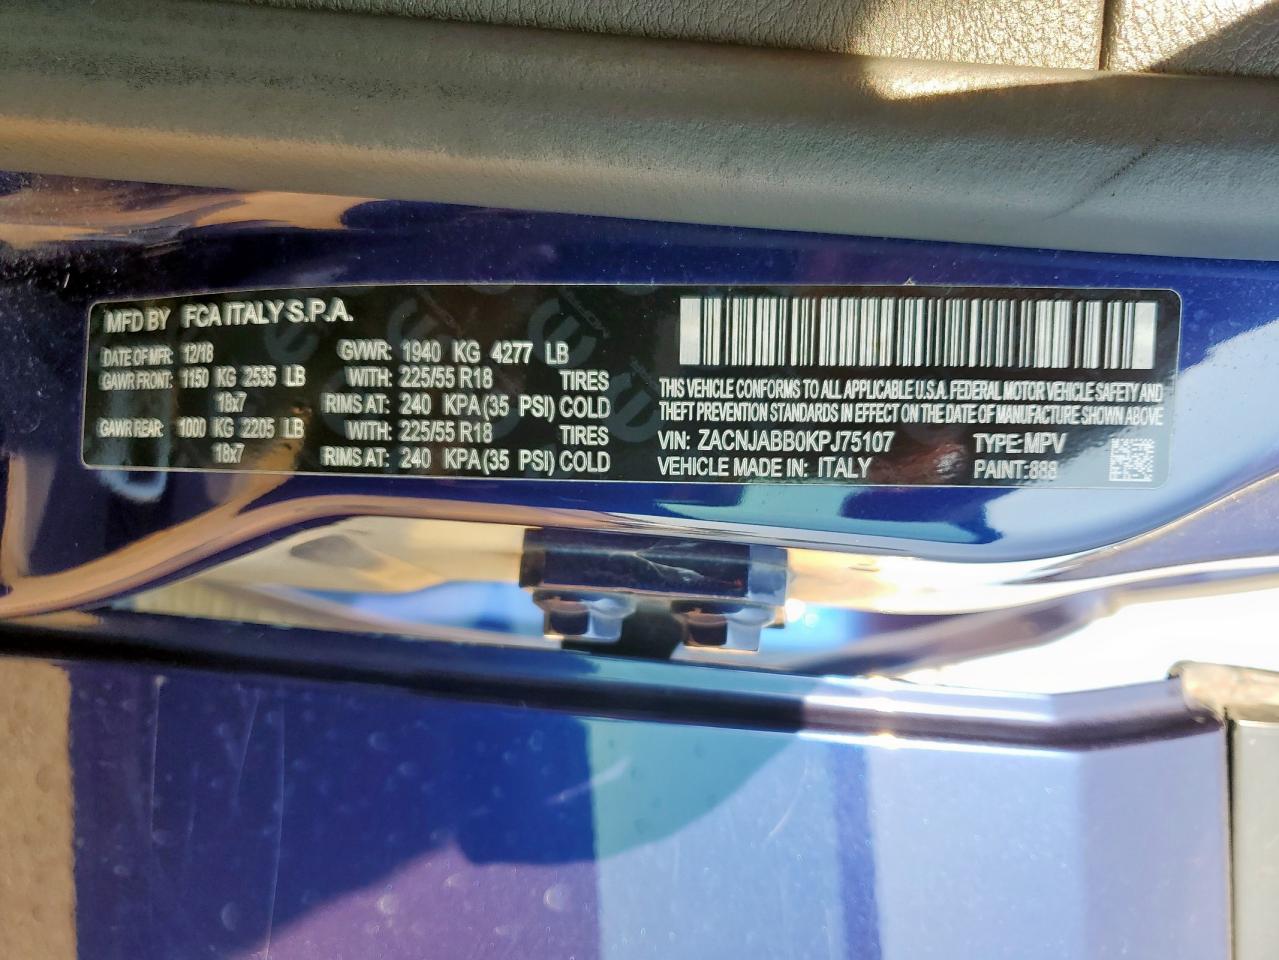 MFD BY FCA ITALY S.P.A.
DATE OF MFR: 12/18 GVWR: 1940 KG 4277 LB
GAWR FRONT: 1150 KG 2535 LB WITH: 225/55 R18 TIRES
18x7 RIMS AT: 240 KPA(35 PSI) COLD
GAWR REAR: 1000 KG 2205 LB WITH: 225/55 R18 TIRES
18x7 RIMS AT: 240 KPA(35 PSI) COLD
THIS VEHICLE CONFORMS TO ALL APPLICABLE U.S.A. FEDERAL MOTOR VEHICLE SAFETY AND
THEFT PREVENTION STANDARDS IN EFFECT ON THE DATE OF MANUFACTURE SHOWN ABOVE
VIN: ZACNJABB0KPJ75107 TYPE:MPV
VEHICLE MADE IN: ITALY PAINT:888